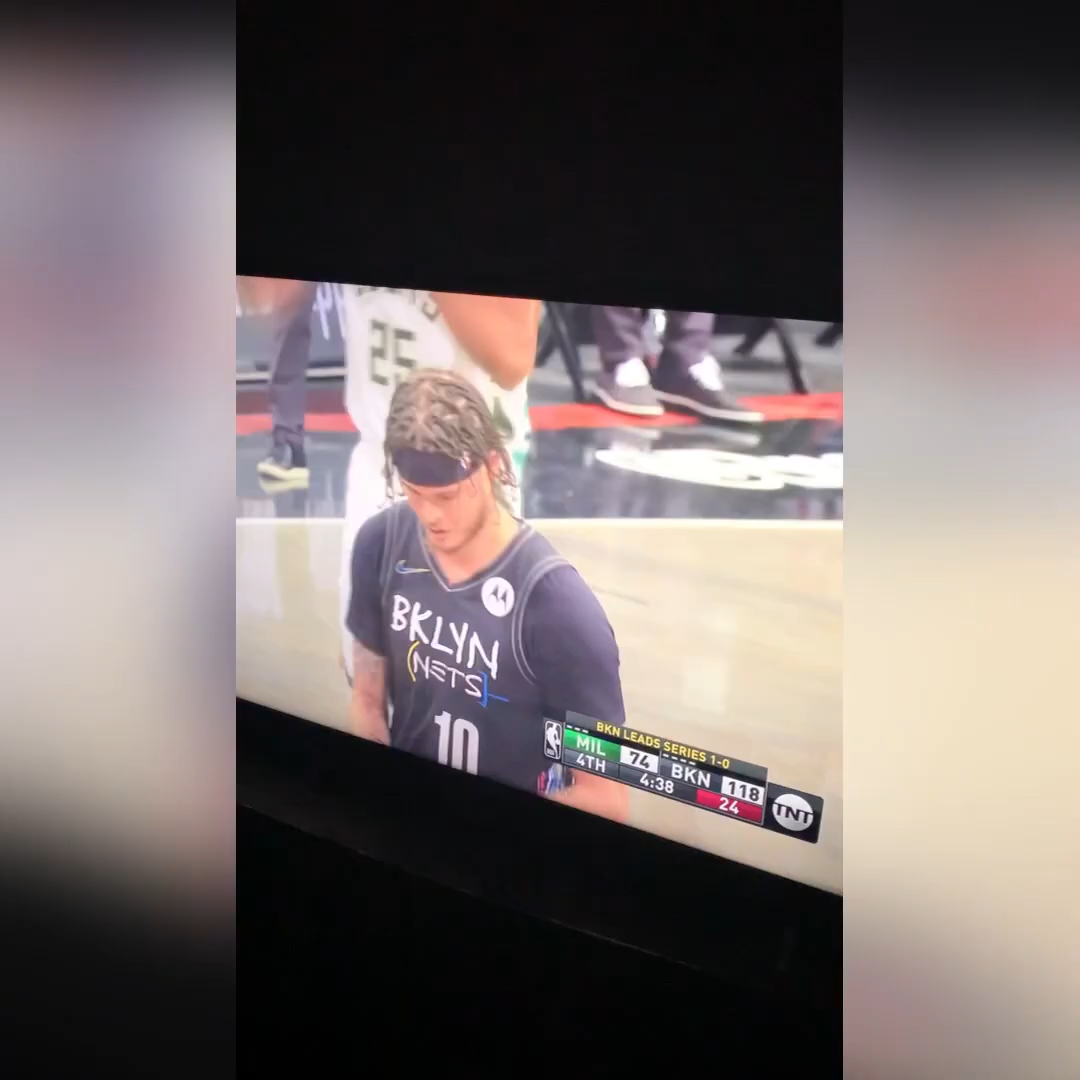 25
BKLYN
(NETS]
10
BKN LEADS SERIES 1-0
MIL 74 BKN 118
4TH 4:38 24
TNT